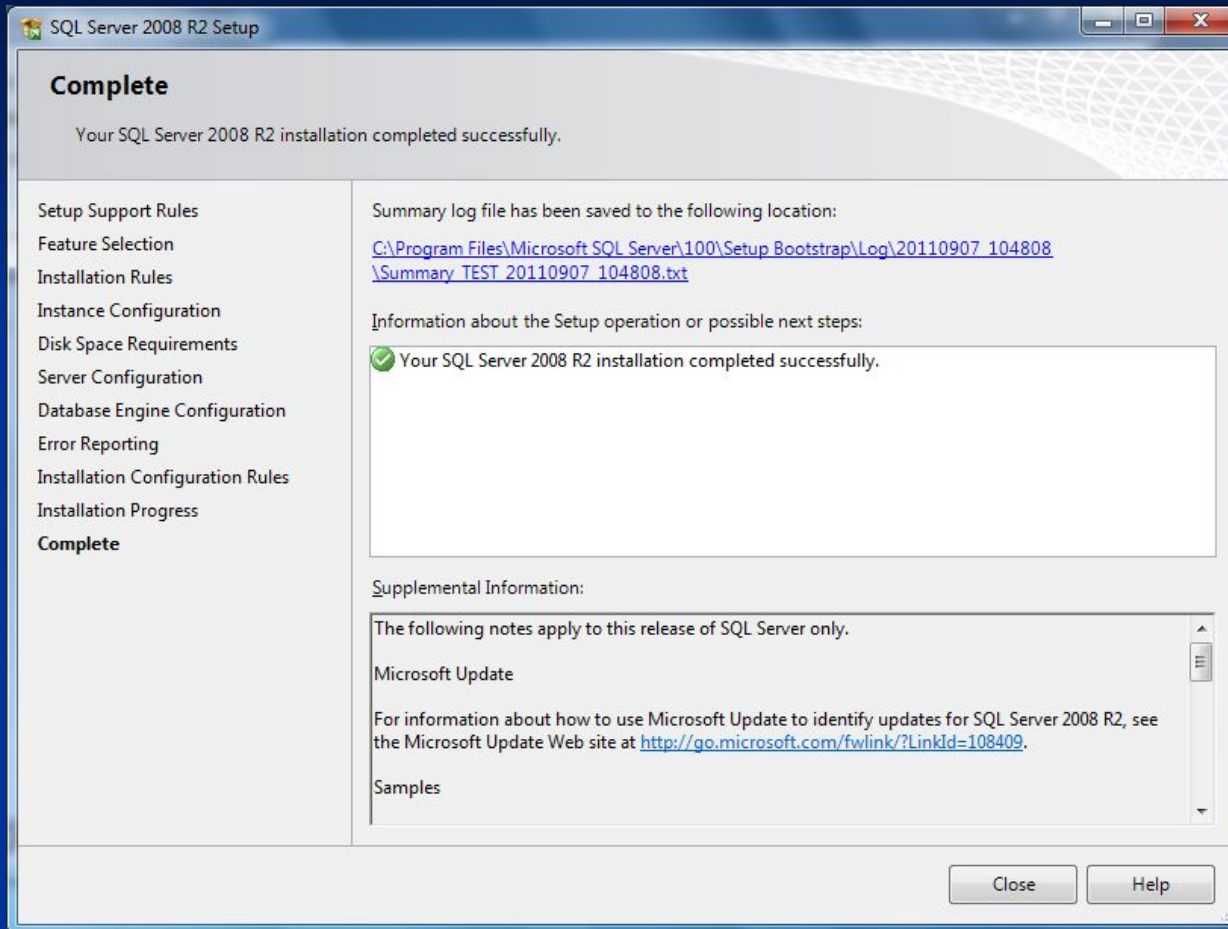 SQL Server 2008 R2 Setup
Complete
Your SQL Server 2008 R2 installation completed successfully.
Setup Support Rules
Feature Selection
Installation Rules
Instance Configuration
Disk Space Requirements
Server Configuration
Database Engine Configuration
Error Reporting
Installation Configuration Rules
Installation Progress
Complete
Summary log file has been saved to the following location:
C:\Program Files\Microsoft SQL Server\100\Setup Bootstrap\Log\20110907_104808
\Summary_TEST_20110907_104808.txt
Information about the Setup operation or possible next steps:
Your SQL Server 2008 R2 installation completed successfully.
Supplemental Information:
The following notes apply to this release of SQL Server only.
Microsoft Update
For information about how to use Microsoft Update to identify updates for SQL Server 2008 R2, see
the Microsoft Update Web site at http://go.microsoft.com/fwlink/?LinkId=108409.
Samples
Close
Help